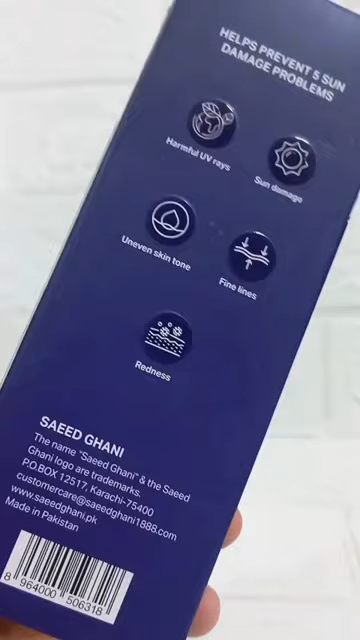 HELPS PREVENT 5 SUN
DAMAGE PROBLEMS
Harmful UV rays
Sun damage
Uneven skin tone
Fine lines
Redness
SAEED GHANI
The name "Saeed Ghani" & the Saeed
Ghani logo are trademarks.
P.O.BOX 12517, Karachi-75400
customercare@saeedghani1888.com
www.saeedghani.pk
Made in Pakistan
8 964000 506318